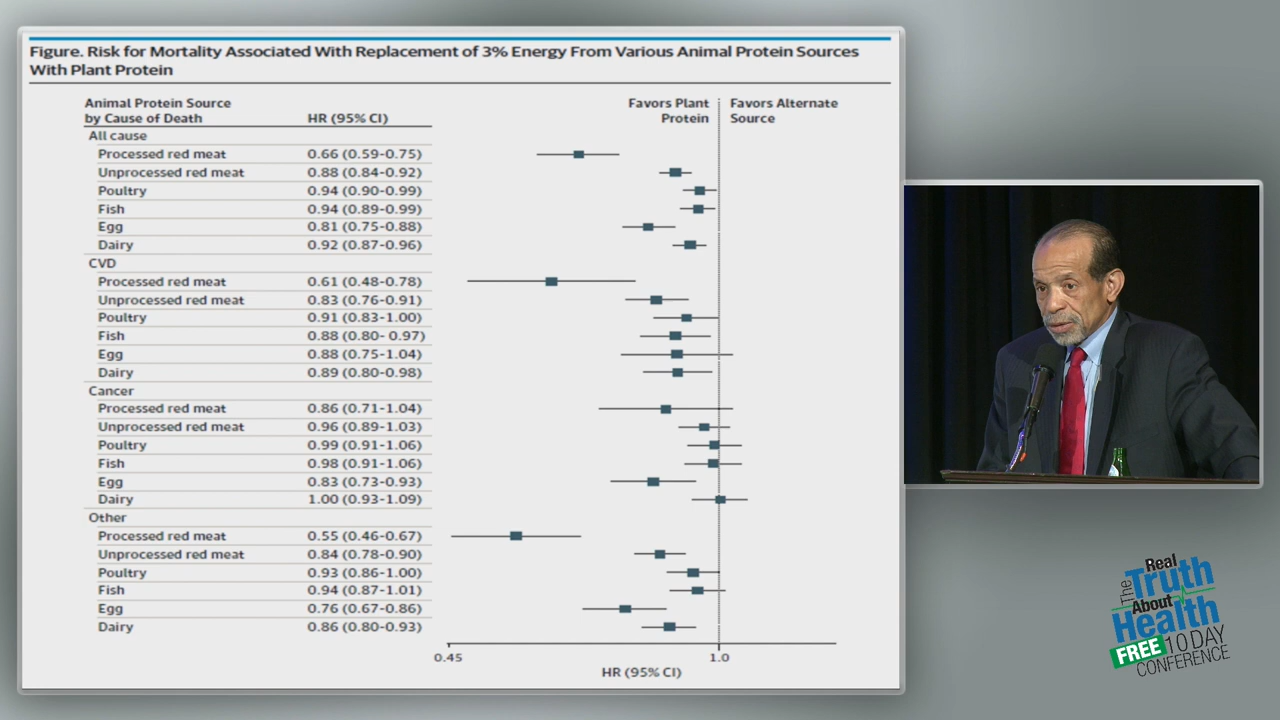 Figure. Risk for Mortality Associated With Replacement of 3% Energy From Various Animal Protein Sources
With Plant Protein
Animal Protein Source
by Cause of Death HR (95% CI)
Favors Plant
Protein
Favors Alternate
Source
All cause
Processed red meat 0.66 (0.59-0.75)
Unprocessed red meat 0.88 (0.84-0.92)
Poultry 0.94 (0.90-0.99)
Fish 0.94 (0.89-0.99)
Egg 0.81 (0.75-0.88)
Dairy 0.92 (0.87-0.96)
CVD
Processed red meat 0.61 (0.48-0.78)
Unprocessed red meat 0.83 (0.76-0.91)
Poultry 0.91 (0.83-1.00)
Fish 0.88 (0.80- 0.97)
Egg 0.88 (0.75-1.04)
Dairy 0.89 (0.80-0.98)
Cancer
Processed red meat 0.86 (0.71-1.04)
Unprocessed red meat 0.96 (0.89-1.03)
Poultry 0.99 (0.91-1.06)
Fish 0.98 (0.91-1.06)
Egg 0.83 (0.73-0.93)
Dairy 1.00 (0.93-1.09)
Other
Processed red meat 0.55 (0.46-0.67)
Unprocessed red meat 0.84 (0.78-0.90)
Poultry 0.93 (0.86-1.00)
Fish 0.94 (0.87-1.01)
Egg 0.76 (0.67-0.86)
Dairy 0.86 (0.80-0.93)
0.45 1.0
HR (95% CI)
The Real
Truth
About
Health
FREE 10 DAY
CONFERENCE